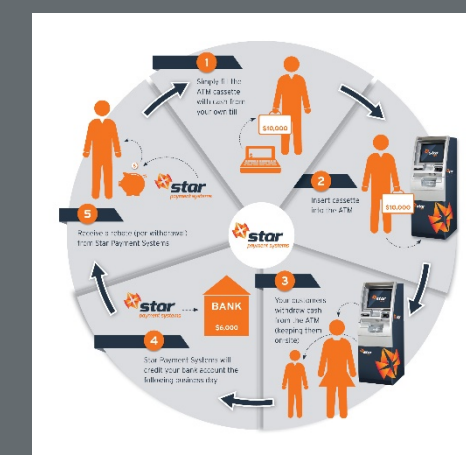 1
Simply fill the
ATM cassette
with cash from
your own till
$10,000
2
Insert cassette
into the ATM
$10,000
3
Your customers
withdraw cash
from the ATM
(keeping them
on-site)
star
4
star
payment systems
BANK
$6,000
Star Payment Systems will
credit your bank account the
following business day
5
star
payment systems
Receive a rebate (per withdrawal)
from Star Payment Systems
star
payment systems